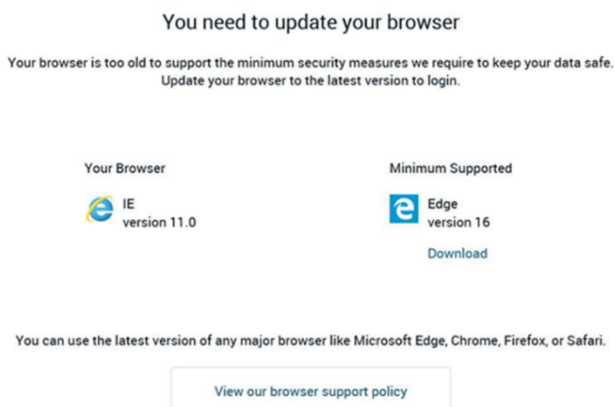 You need to update your browser
Your browser is too old to support the minimum security measures we require to keep your data safe.
Update your browser to the latest version to login.
Your Browser
IE
version 11.0
Minimum Supported
Edge
version 16
Download
You can use the latest version of any major browser like Microsoft Edge, Chrome, Firefox, or Safari.
View our browser support policy